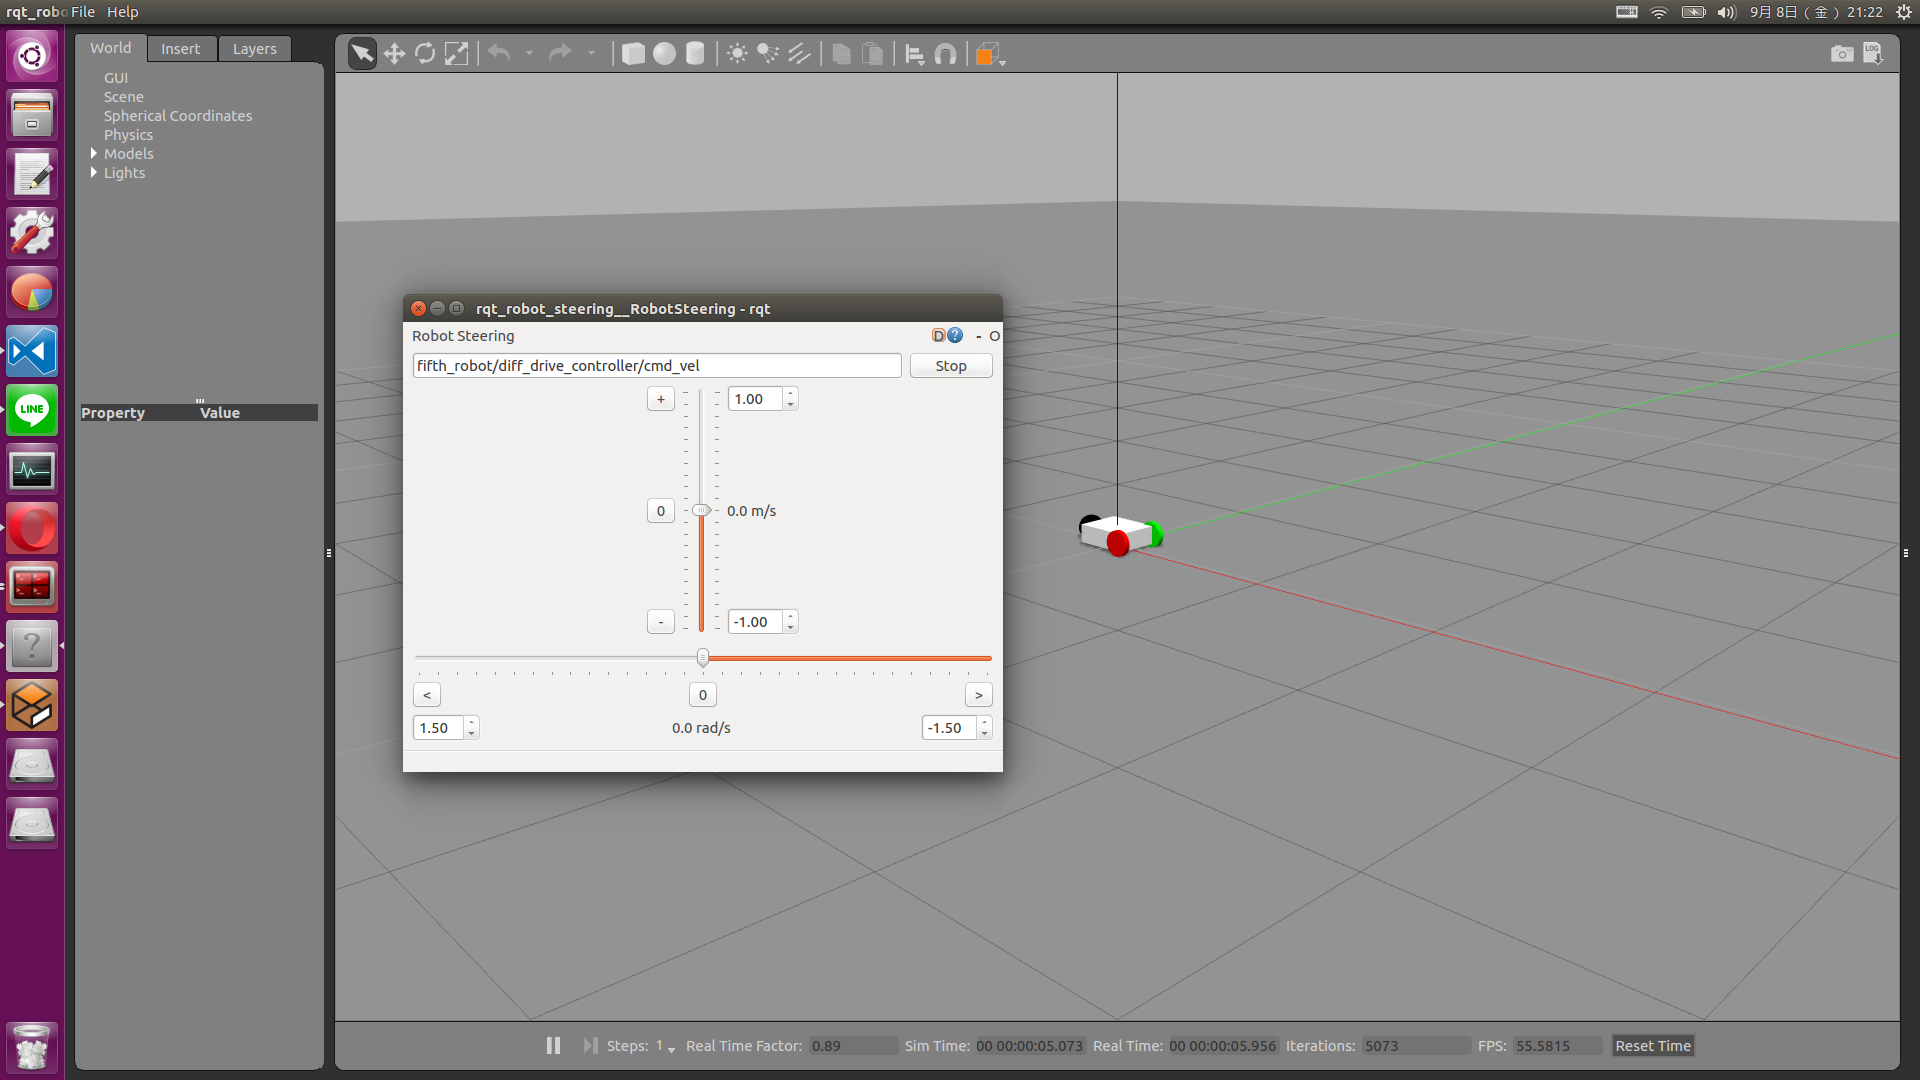 rqt_robo File Help
9月 8日 ( 金 ) 21:22
World Insert Layers
GUI
Scene
Spherical Coordinates
Physics
Models
Lights
Property Value
LINE
LOG
rqt_robot_steering__RobotSteering - rqt
Robot Steering
D ? - O
fifth_robot/diff_drive_controller/cmd_vel Stop
+ 1.00
0 0.0 m/s
- -1.00
< 0 >
1.50 0.0 rad/s -1.50
Steps: 1 Real Time Factor: 0.89 Sim Time: 00 00:00:05.073 Real Time: 00 00:00:05.956 Iterations: 5073 FPS: 55.5815 Reset Time